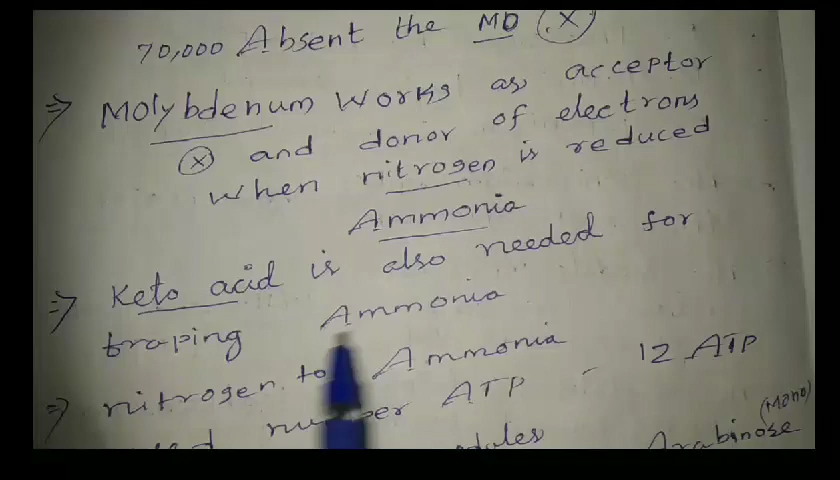 70,000 Absent the MD (X)
⇒ Molybdenum works as acceptor
(X) and donor of electrons
when nitrogen is reduced
Ammonia
⇒ Keto acid is also needed for
traping Ammonia
⇒ nitrogen to Ammonia - 12 ATP
number ATP
(Mono)
Arabinose